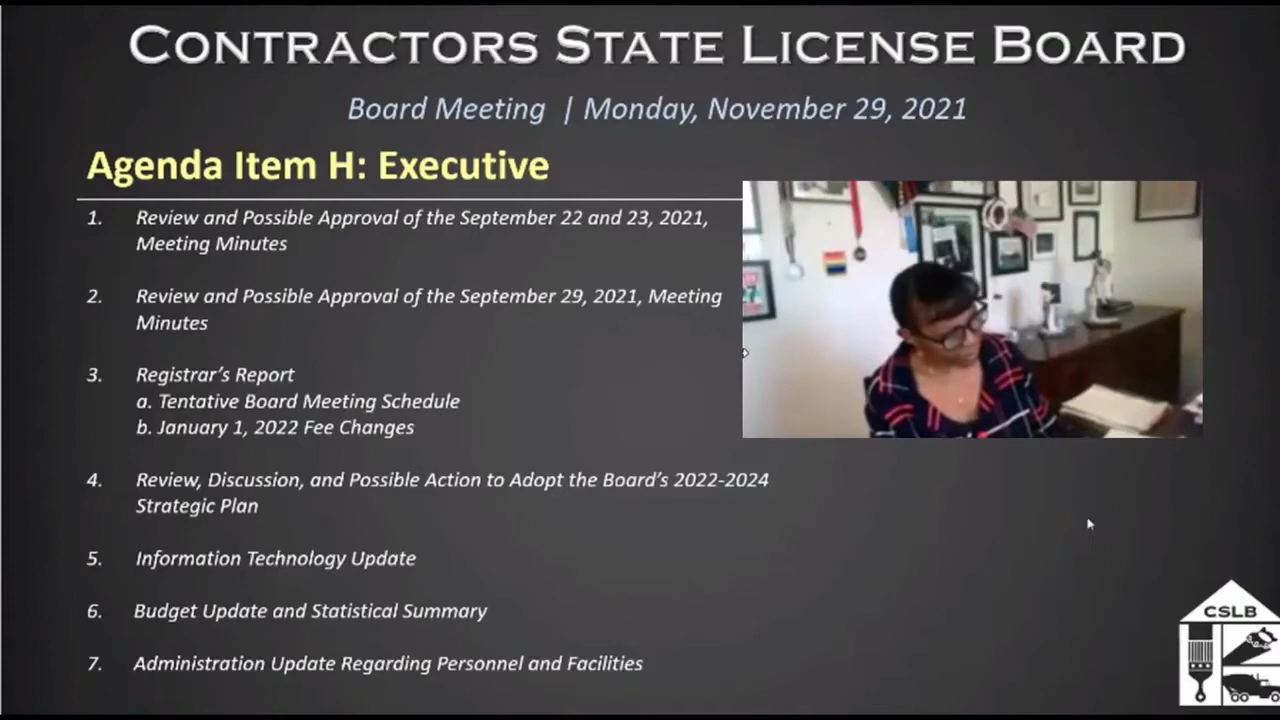 CONTRACTORS STATE LICENSE BOARD
Board Meeting | Monday, November 29, 2021
Agenda Item H: Executive
1. Review and Possible Approval of the September 22 and 23, 2021,
Meeting Minutes
2. Review and Possible Approval of the September 29, 2021, Meeting
Minutes
3. Registrar's Report
a. Tentative Board Meeting Schedule
b. January 1, 2022 Fee Changes
4. Review, Discussion, and Possible Action to Adopt the Board's 2022-2024
Strategic Plan
5. Information Technology Update
6. Budget Update and Statistical Summary
7. Administration Update Regarding Personnel and Facilities
CSLB